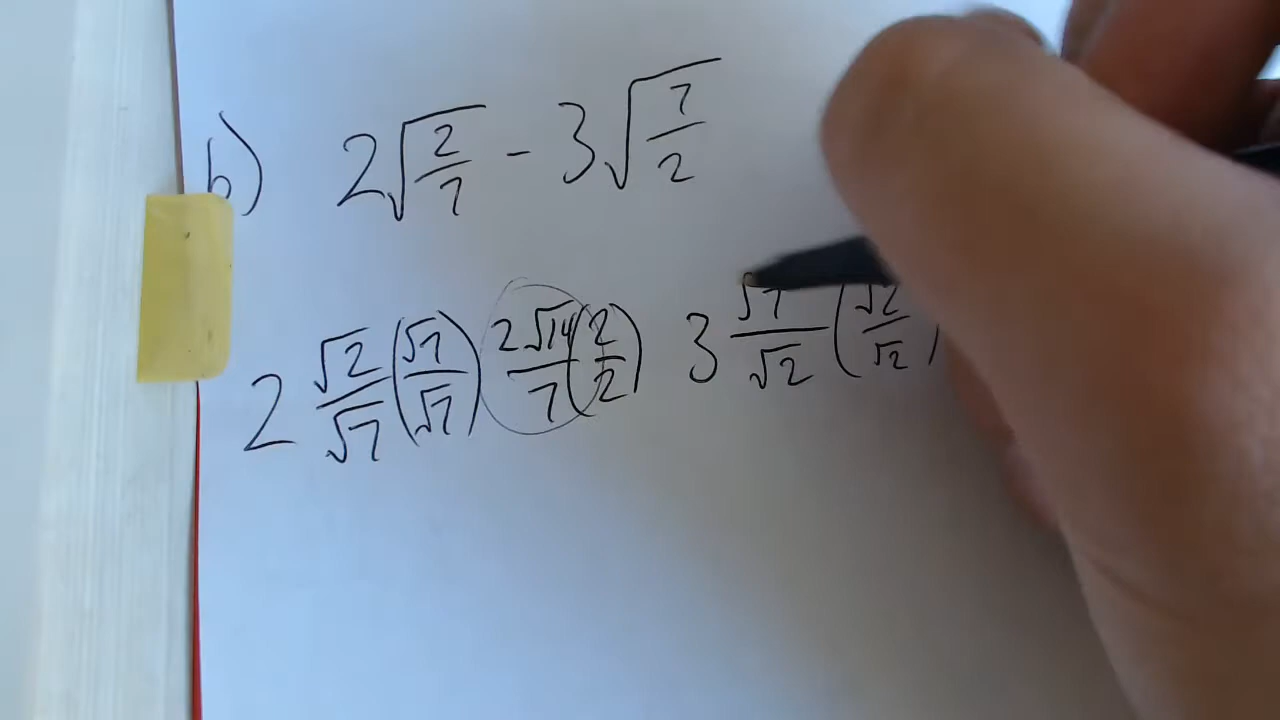 b) 2√(2/7) - 3√(7/2)
2 √2/√7 (√7/√7) 2√14/7 (2/2) 3 √7/√2 (√2/√2)